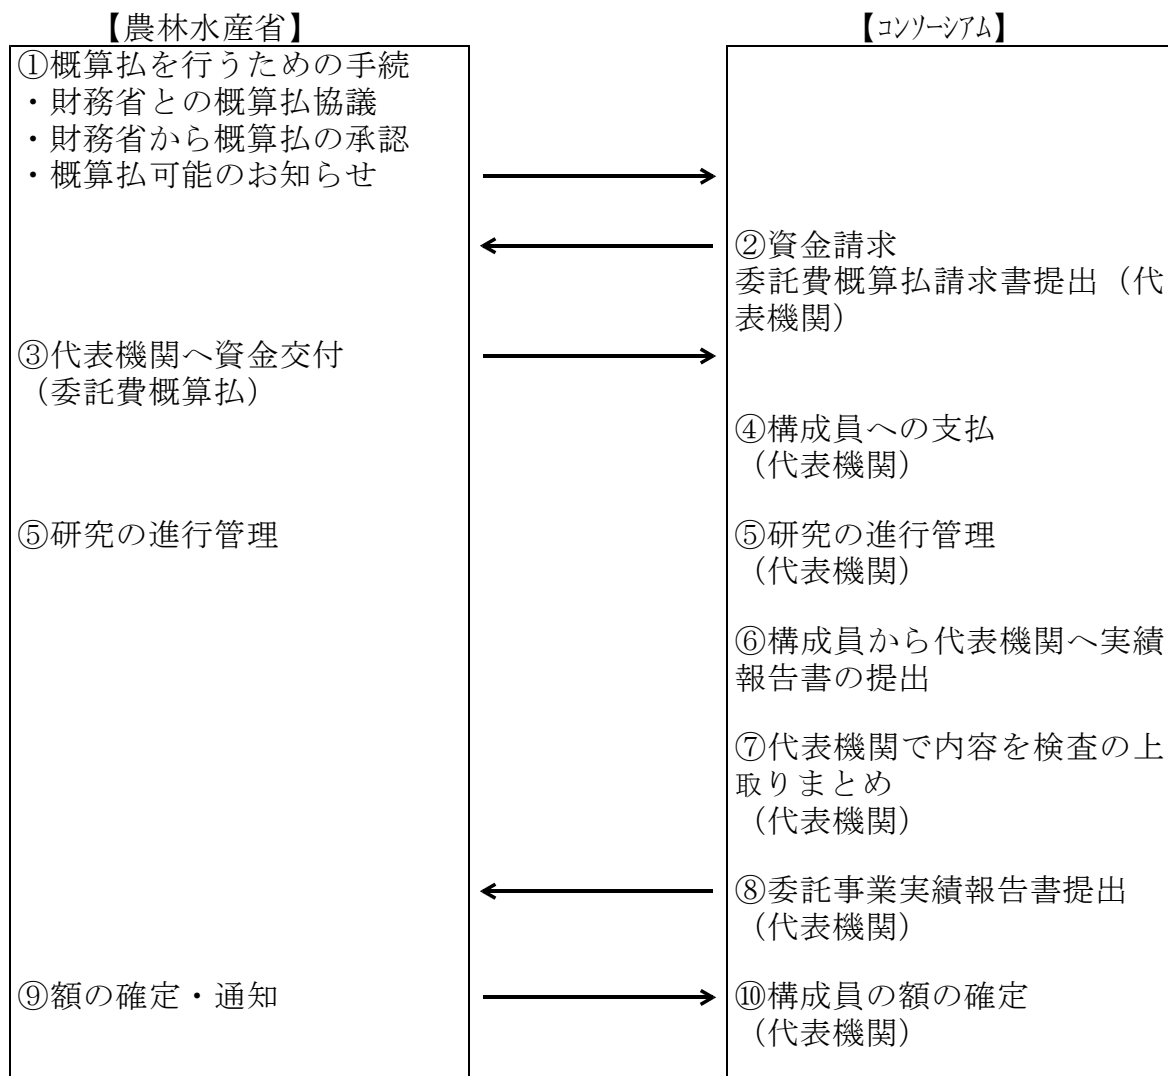 【農林水産省】
【コンソーシアム】
①概算払を行うための手続
・財務省との概算払協議
・財務省から概算払の承認
・概算払可能のお知らせ
②資金請求
委託費概算払請求書提出（代
表機関）
③代表機関へ資金交付
（委託費概算払）
④構成員への支払
（代表機関）
⑤研究の進行管理
⑤研究の進行管理
（代表機関）
⑥構成員から代表機関へ実績
報告書の提出
⑦代表機関で内容を検査の上
取りまとめ
（代表機関）
⑧委託事業実績報告書提出
（代表機関）
⑨額の確定・通知
⑩構成員の額の確定
（代表機関）